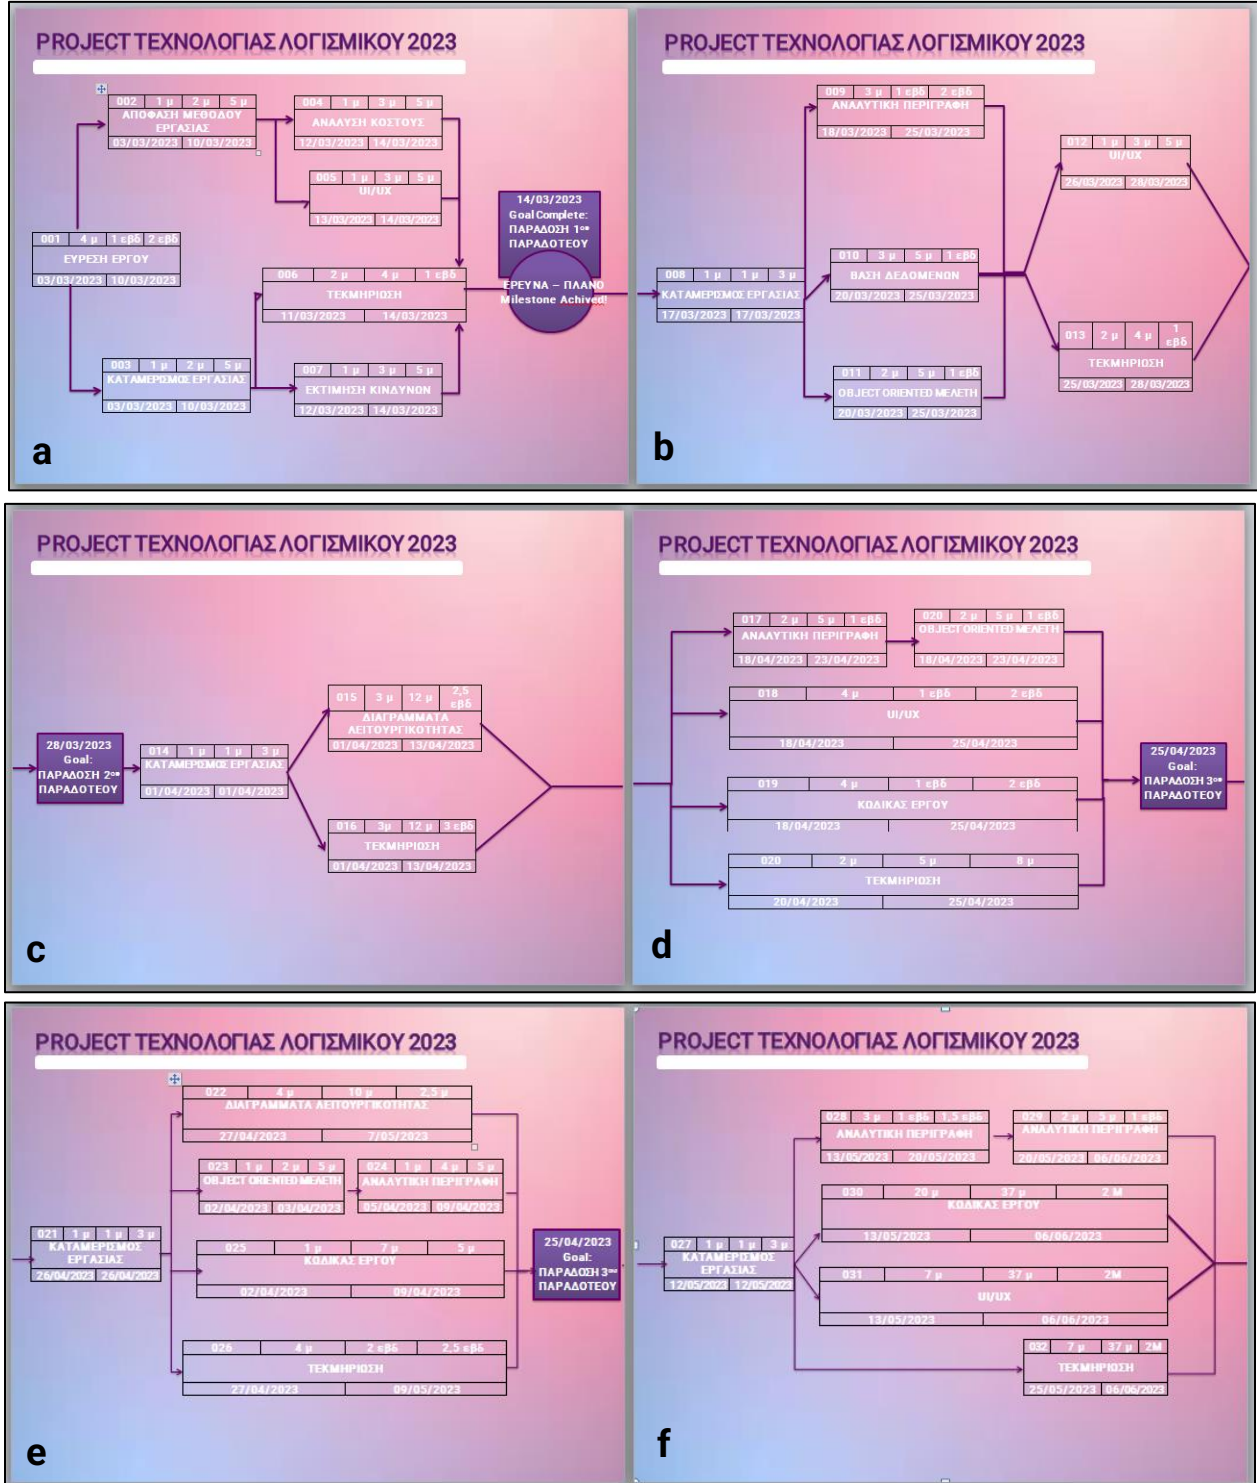 PROJECT ΤΕΧΝΟΛΟΓΙΑΣ ΛΟΓΙΣΜΙΚΟΥ 2023
002 1 μ 2 μ 5 μ
ΑΠΟΦΑΣΗ ΜΕΘΟΔΟΥ
ΕΡΓΑΣΙΑΣ
03/03/2023 10/03/2023
004 1 μ 3 μ 5 μ
ΑΝΑΛΥΣΗ ΚΟΣΤΟΥΣ
12/03/2023 14/03/2023
005 1 μ 3 μ 5 μ
UI/UX
13/03/2023 14/03/2023
14/03/2023
Goal Complete:
ΠΑΡΑΔΟΣΗ 1ου
ΠΑΡΑΔΟΤΕΟΥ
001 4 μ 1 εβδ 2 εβδ
ΕΥΡΕΣΗ ΕΡΓΟΥ
03/03/2023 10/03/2023
006 2 μ 4 μ 1 εβδ
ΤΕΚΜΗΡΙΩΣΗ
11/03/2023 14/03/2023
ΕΡΕΥΝΑ – ΠΛΑΝΟ
Milestone Achived!
003 1 μ 2 μ 5 μ
ΚΑΤΑΜΕΡΙΣΜΟΣ ΕΡΓΑΣΙΑΣ
03/03/2023 10/03/2023
007 1 μ 3 μ 5 μ
ΕΚΤΙΜΗΣΗ ΚΙΝΔΥΝΩΝ
12/03/2023 14/03/2023
a
PROJECT ΤΕΧΝΟΛΟΓΙΑΣ ΛΟΓΙΣΜΙΚΟΥ 2023
009 3 μ 1 εβδ 2 εβδ
ΑΝΑΛΥΤΙΚΗ ΠΕΡΙΓΡΑΦΗ
18/03/2023 25/03/2023
012 1 μ 3 μ 5 μ
UI/UX
26/03/2023 28/03/2023
008 1 μ 1 μ 3 μ
ΚΑΤΑΜΕΡΙΣΜΟΣ ΕΡΓΑΣΙΑΣ
17/03/2023 17/03/2023
010 3 μ 5 μ 1 εβδ
ΒΑΣΗ ΔΕΔΟΜΕΝΩΝ
20/03/2023 25/03/2023
013 2 μ 4 μ 1 εβδ
ΤΕΚΜΗΡΙΩΣΗ
25/03/2023 28/03/2023
011 2 μ 5 μ 1 εβδ
OBJECT ORIENTED ΜΕΛΕΤΗ
20/03/2023 25/03/2023
b
PROJECT ΤΕΧΝΟΛΟΓΙΑΣ ΛΟΓΙΣΜΙΚΟΥ 2023
28/03/2023
Goal:
ΠΑΡΑΔΟΣΗ 2ου
ΠΑΡΑΔΟΤΕΟΥ
014 1 μ 1 μ 3 μ
ΚΑΤΑΜΕΡΙΣΜΟΣ ΕΡΓΑΣΙΑΣ
01/04/2023 01/04/2023
015 3 μ 12 μ 2,5 εβδ
ΔΙΑΓΡΑΜΜΑΤΑ
ΛΕΙΤΟΥΡΓΙΚΟΤΗΤΑΣ
01/04/2023 13/04/2023
016 3μ 12 μ 3 εβδ
ΤΕΚΜΗΡΙΩΣΗ
01/04/2023 13/04/2023
c
PROJECT ΤΕΧΝΟΛΟΓΙΑΣ ΛΟΓΙΣΜΙΚΟΥ 2023
017 2 μ 5 μ 1 εβδ
ΑΝΑΛΥΤΙΚΗ ΠΕΡΙΓΡΑΦΗ
18/04/2023 23/04/2023
020 2 μ 5 μ 1 εβδ
OBJECT ORIENTED ΜΕΛΕΤΗ
18/04/2023 23/04/2023
018 4 μ 1 εβδ 2 εβδ
UI/UX
18/04/2023 25/04/2023
019 4 μ 1 εβδ 2 εβδ
ΚΩΔΙΚΑΣ ΕΡΓΟΥ
18/04/2023 25/04/2023
020 2 μ 5 μ 8 μ
ΤΕΚΜΗΡΙΩΣΗ
20/04/2023 25/04/2023
25/04/2023
Goal:
ΠΑΡΑΔΟΣΗ 3ου
ΠΑΡΑΔΟΤΕΟΥ
d
PROJECT ΤΕΧΝΟΛΟΓΙΑΣ ΛΟΓΙΣΜΙΚΟΥ 2023
022 4 μ 10 μ 2,5 μ
ΔΙΑΓΡΑΜΜΑΤΑ ΛΕΙΤΟΥΡΓΙΚΟΤΗΤΑΣ
27/04/2023 7/05/2023
023 1 μ 2 μ 5 μ
OBJECT ORIENTED ΜΕΛΕΤΗ
02/04/2023 03/04/2023
024 1 μ 4 μ 5 μ
ΑΝΑΛΥΤΙΚΗ ΠΕΡΙΓΡΑΦΗ
05/04/2023 09/04/2023
021 1 μ 1 μ 3 μ
ΚΑΤΑΜΕΡΙΣΜΟΣ
ΕΡΓΑΣΙΑΣ
26/04/2023 26/04/2023
025 1 μ 7 μ 5 μ
ΚΩΔΙΚΑΣ ΕΡΓΟΥ
02/04/2023 09/04/2023
026 4 μ 2 εβδ 2,5 εβδ
ΤΕΚΜΗΡΙΩΣΗ
27/04/2023 09/05/2023
25/04/2023
Goal:
ΠΑΡΑΔΟΣΗ 3ου
ΠΑΡΑΔΟΤΕΟΥ
e
PROJECT ΤΕΧΝΟΛΟΓΙΑΣ ΛΟΓΙΣΜΙΚΟΥ 2023
028 3 μ 1 εβδ 1,5 εβδ
ΑΝΑΛΥΤΙΚΗ ΠΕΡΙΓΡΑΦΗ
13/05/2023 20/05/2023
029 2 μ 5 μ 1 εβδ
ΑΝΑΛΥΤΙΚΗ ΠΕΡΙΓΡΑΦΗ
20/05/2023 06/06/2023
030 20 μ 37 μ 2 Μ
ΚΩΔΙΚΑΣ ΕΡΓΟΥ
13/05/2023 06/06/2023
027 1 μ 1 μ 3 μ
ΚΑΤΑΜΕΡΙΣΜΟΣ
ΕΡΓΑΣΙΑΣ
12/05/2023 12/05/2023
031 7 μ 37 μ 2Μ
UI/UX
13/05/2023 06/06/2023
032 7 μ 37 μ 2Μ
ΤΕΚΜΗΡΙΩΣΗ
25/05/2023 06/06/2023
f